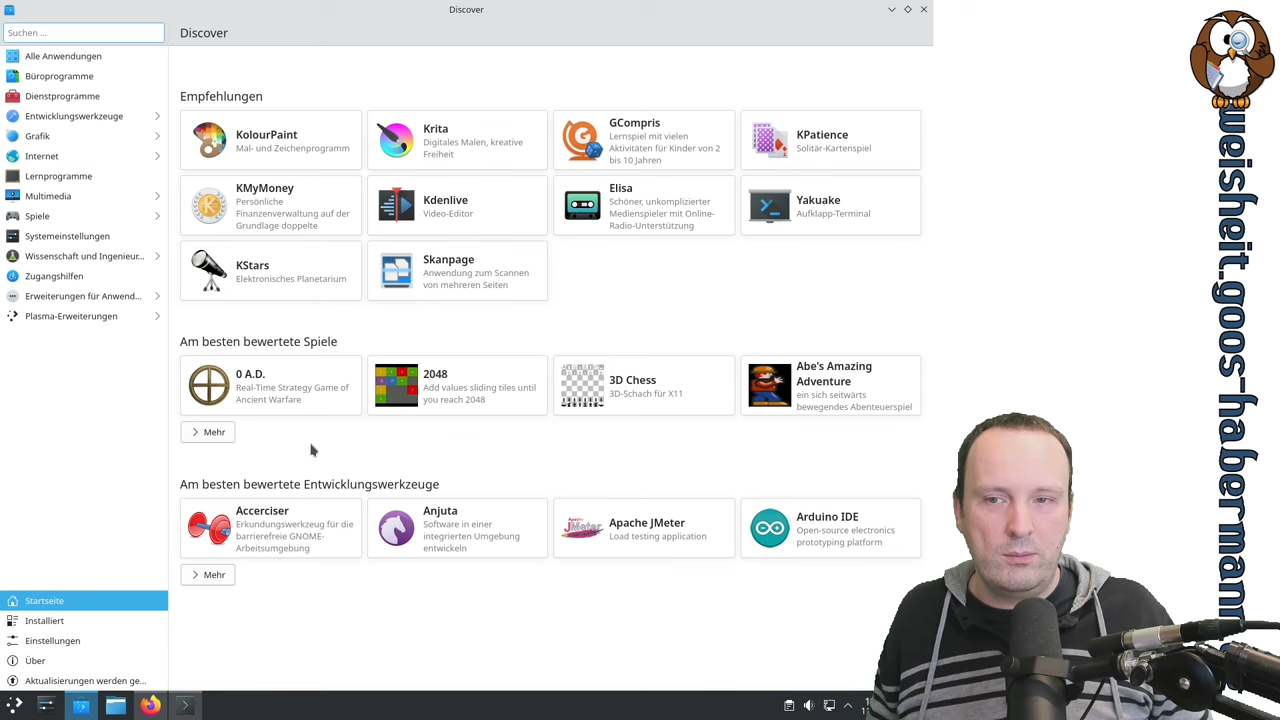 Discover
Suchen ...
Discover
Alle Anwendungen
Büroprogramme
Dienstprogramme
Entwicklungswerkzeuge
Grafik
Internet
Lernprogramme
Multimedia
Spiele
Systemeinstellungen
Wissenschaft und Ingenieur...
Zugangshilfen
Erweiterungen für Anwend...
Plasma-Erweiterungen
Startseite
Installiert
Einstellungen
Über
Aktualisierungen werden ge...
Empfehlungen
KolourPaint
Mal- und Zeichenprogramm
Krita
Digitales Malen, kreative
Freiheit
GCompris
Lernspiel mit vielen
Aktivitäten für Kinder von 2
bis 10 Jahren
KPatience
Solitär-Kartenspiel
KMyMoney
Persönliche
Finanzenverwaltung auf der
Grundlage doppelte
Kdenlive
Video-Editor
Elisa
Schöner, unkomplizierter
Medienspieler mit Online-
Radio-Unterstützung
Yakuake
Aufklapp-Terminal
KStars
Elektronisches Planetarium
Skanpage
Anwendung zum Scannen
von mehreren Seiten
Am besten bewertete Spiele
0 A.D.
Real-Time Strategy Game of
Ancient Warfare
2048
Add values sliding tiles until
you reach 2048
3D Chess
3D-Schach für X11
Abe's Amazing
Adventure
ein sich seitwärts
bewegendes Abenteuerspiel
Mehr
Am besten bewertete Entwicklungswerkzeuge
Accerciser
Erkundungswerkzeug für die
barrierefreie GNOME-
Arbeitsumgebung
Anjuta
Software in einer
integrierten Umgebung
entwickeln
Apache JMeter
Load testing application
Arduino IDE
Open-source electronics
prototyping platform
Mehr